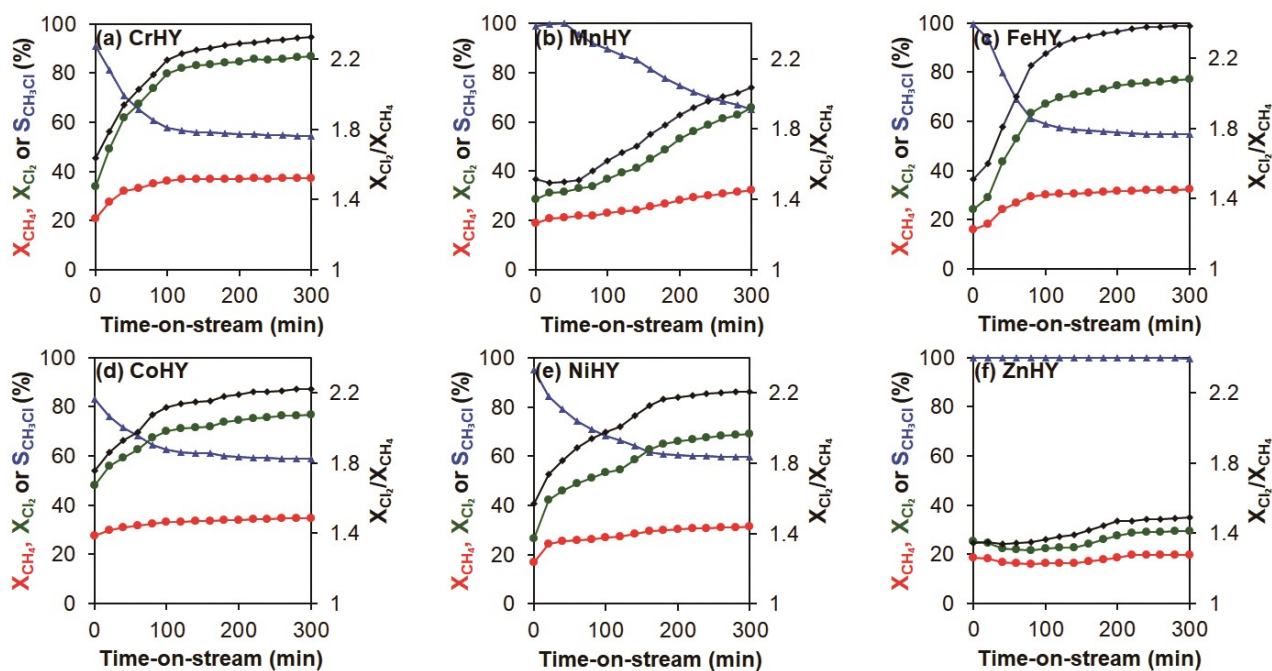 (a) CrHY
X_CH₄, X_Cl₂ or S_CH₃Cl (%)
100
80
60
40
20
0
2.2
1.8
1.4
1
X_Cl₂/X_CH₄
0 100 200 300
Time-on-stream (min)
(b) MnHY
X_CH₄, X_Cl₂ or S_CH₃Cl (%)
100
80
60
40
20
0
2.2
1.8
1.4
1
X_Cl₂/X_CH₄
0 100 200 300
Time-on-stream (min)
(c) FeHY
X_CH₄, X_Cl₂ or S_CH₃Cl (%)
100
80
60
40
20
0
2.2
1.8
1.4
1
X_Cl₂/X_CH₄
0 100 200 300
Time-on-stream (min)
(d) CoHY
X_CH₄, X_Cl₂ or S_CH₃Cl (%)
100
80
60
40
20
0
2.2
1.8
1.4
1
X_Cl₂/X_CH₄
0 100 200 300
Time-on-stream (min)
(e) NiHY
X_CH₄, X_Cl₂ or S_CH₃Cl (%)
100
80
60
40
20
0
2.2
1.8
1.4
1
X_Cl₂/X_CH₄
0 100 200 300
Time-on-stream (min)
(f) ZnHY
X_CH₄, X_Cl₂ or S_CH₃Cl (%)
100
80
60
40
20
0
2.2
1.8
1.4
1
X_Cl₂/X_CH₄
0 100 200 300
Time-on-stream (min)